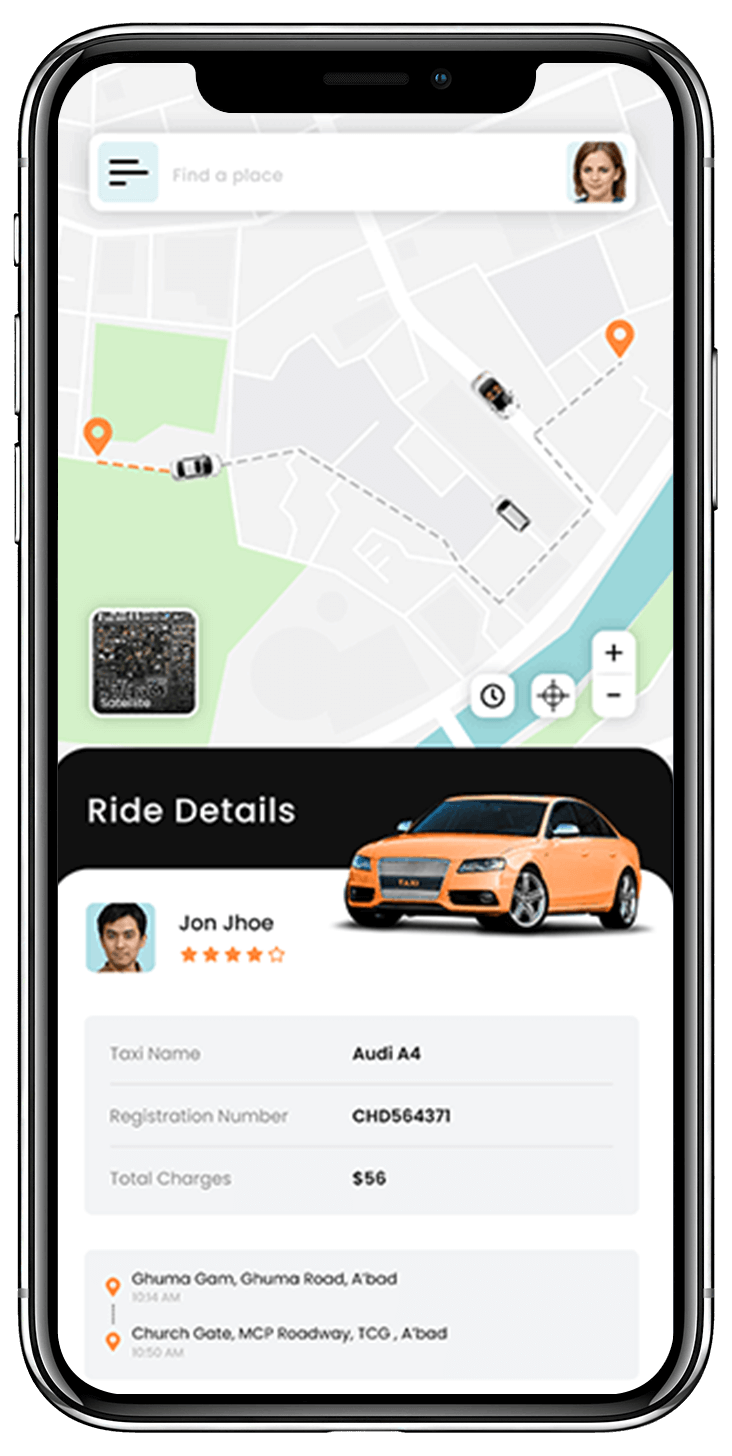 Find a place
Satellite
+
−
Ride Details
TAXI
Jon Jhoe
Taxi Name
Audi A4
Registration Number
CHD564371
Total Charges
$56
Ghuma Gam, Ghuma Road, A'bad
10:14 AM
Church Gate, MCP Roadway, TCG , A'bad
10:50 AM